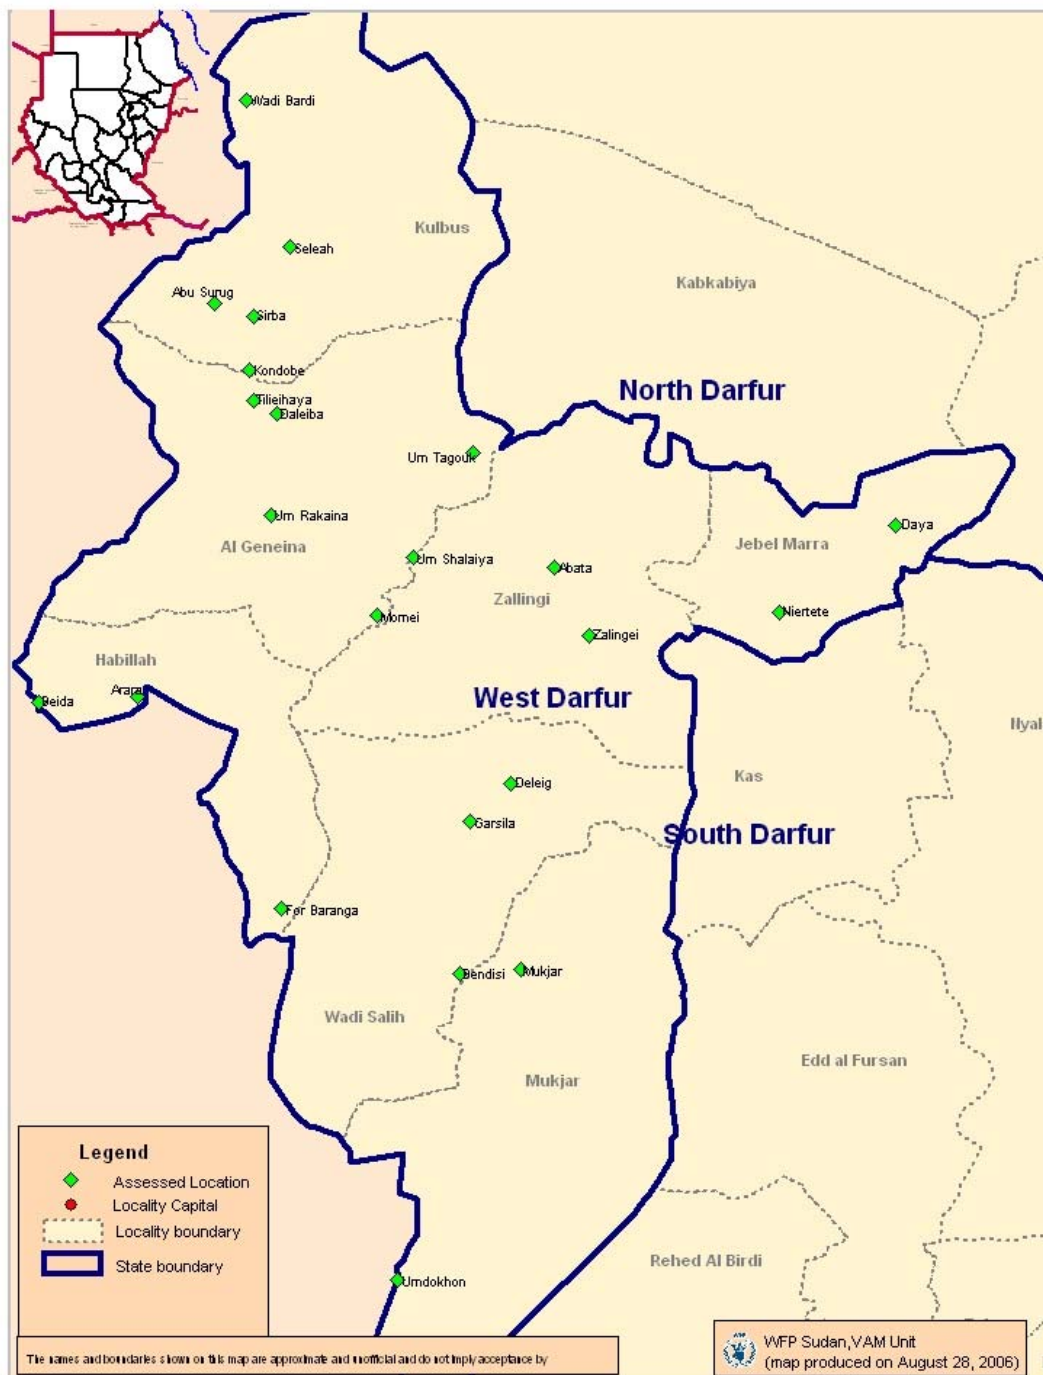 Wadi Bardi
Kulbus
Seleah
Kabkabiya
Abu Surug
Sirba
Kondobe
North Darfur
Tilieihaya
Daleiba
Um Tagouk
Um Rakaina
Daya
Al Geneina
Jebel Marra
Um Shalaiya
Abata
Zallingi
Mornei
Niertete
Zalingei
Habillah
Arara
Beida
West Darfur
Nyal
Kas
Deleig
Garsila
South Darfur
For Baranga
Bendisi
Mukjar
Wadi Salih
Edd al Fursan
Mukjar
Legend
Assessed Location
Locality Capital
Locality boundary
State boundary
Rehed Al Birdi
Umdokhon
WFP Sudan,VAM Unit
(map produced on August 28, 2006)
The names and boundaries shown on this map are approximate and unofficial and do not imply acceptance by